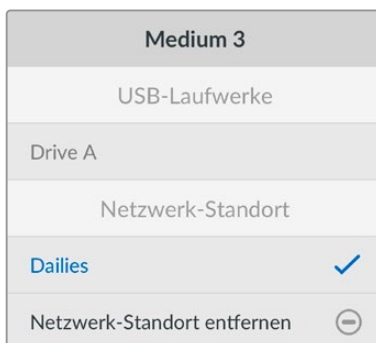 Medium 3
USB-Laufwerke
Drive A
Netzwerk-Standort
Dailies
Netzwerk-Standort entfernen